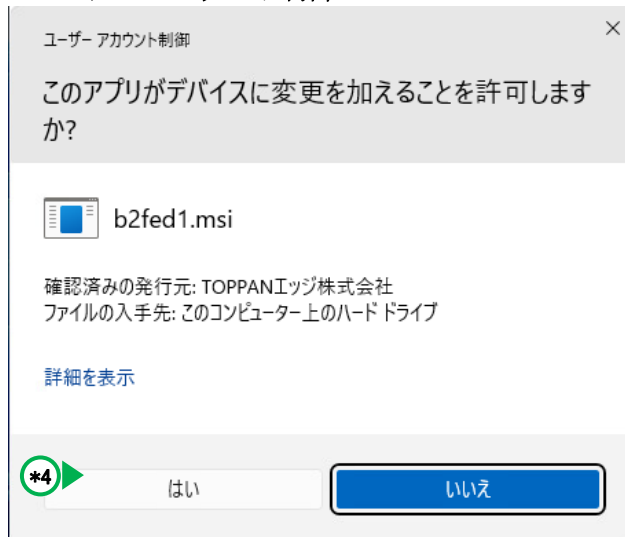 ユーザー アカウント制御
×
このアプリがデバイスに変更を加えることを許可します
か?
b2fed1.msi
確認済みの発行元: TOPPANエッジ株式会社
ファイルの入手先: このコンピューター上のハード ドライブ
詳細を表示
*4
はい
いいえ